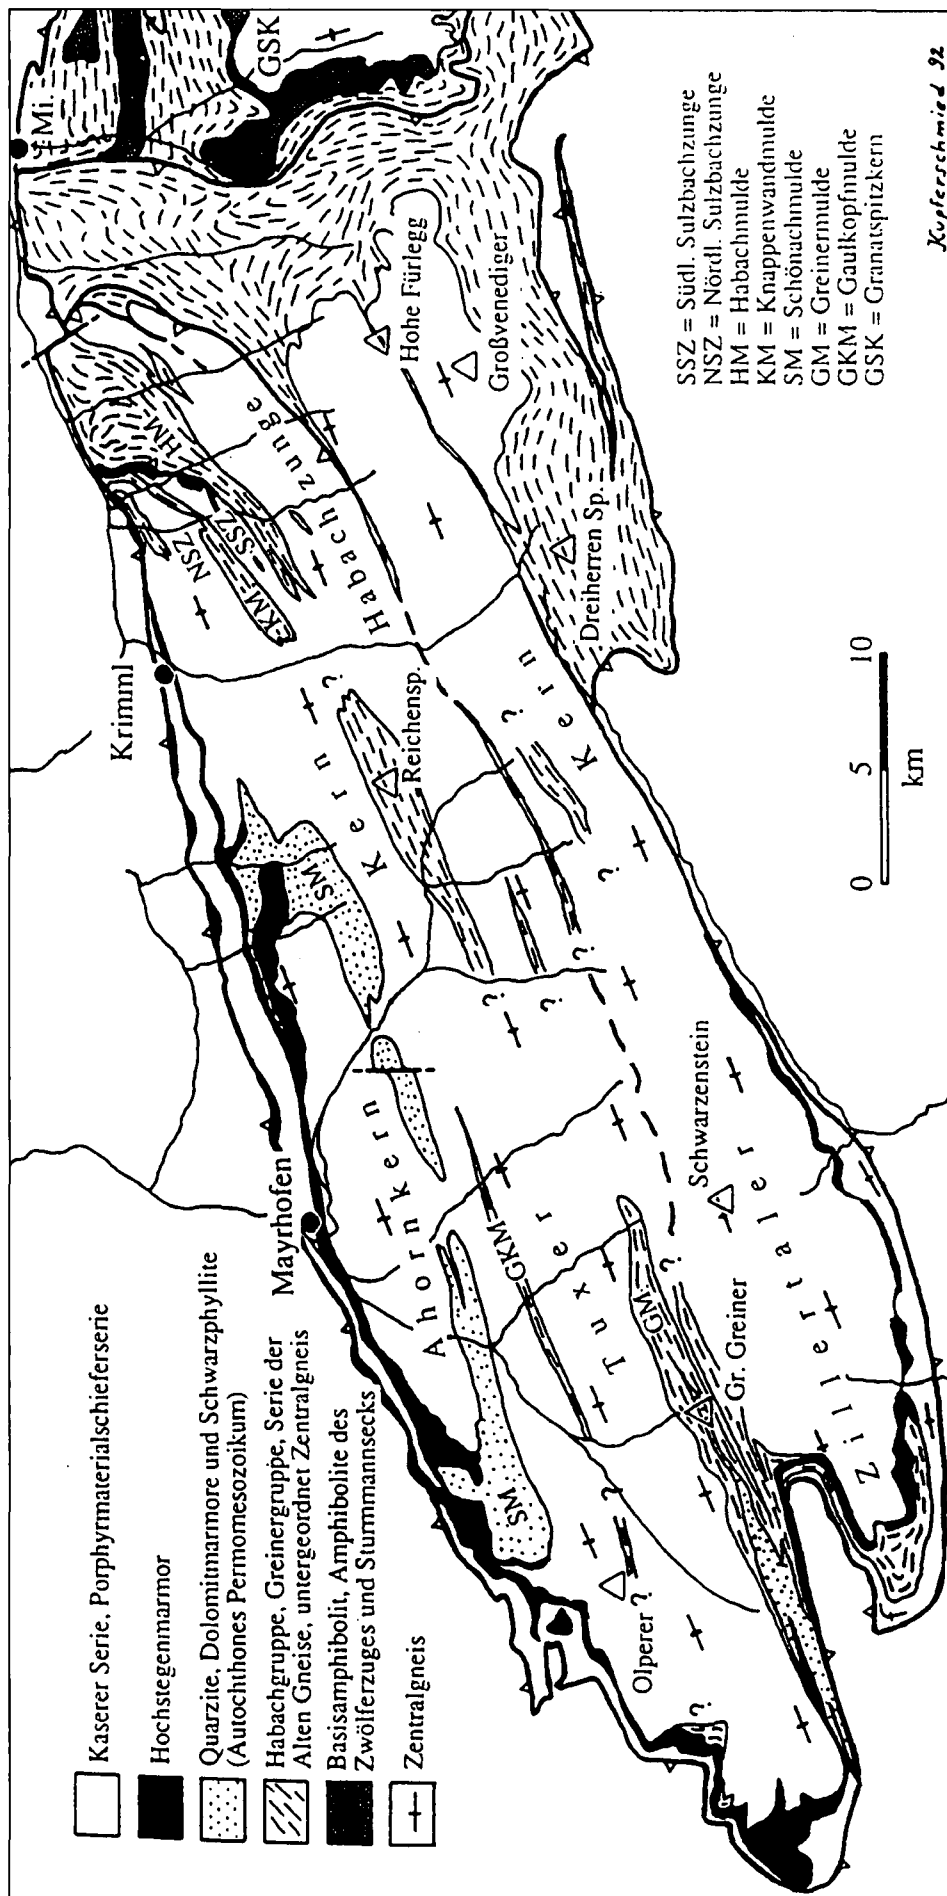 Kaserer Serie, Porphyrmaterialschieferserie
Hochstegenmarmor
Quarzite, Dolomitmarmore und Schwarzphyllite
(Autochthones Permomesozoikum)
Habachgruppe, Greinergruppe, Serie der
Alten Gneise, untergeordnet Zentralgneis
Basisamphibolit, Amphibolite des
Zwölferzuges und Stummannsecks
Zentralgneis
Mayrhofen
Krimml
Mi.
GSK
HM
NSZ
SSZ
KM
Habachzunge
Hohe Fürlegg
Großvenediger
Dreiherren Sp.
Kern
?
Reichensp.
SM
?
Kern
?
?
?
?
Ahornkern
GKM
Tuxer
SM
GM
?
Schwarzenstein
Gr. Greiner
Zillertaler
Olperer
?
?
?
f
0 5 10
km
SSZ = Südl. Sulzbachzunge
NSZ = Nördl. Sulzbachzunge
HM = Habachmulde
KM = Knappenwandmulde
SM = Schönachmulde
GM = Greinermulde
GKM = Gaulkopfmulde
GSK = Granatspitzkern
Kupferschmied 92